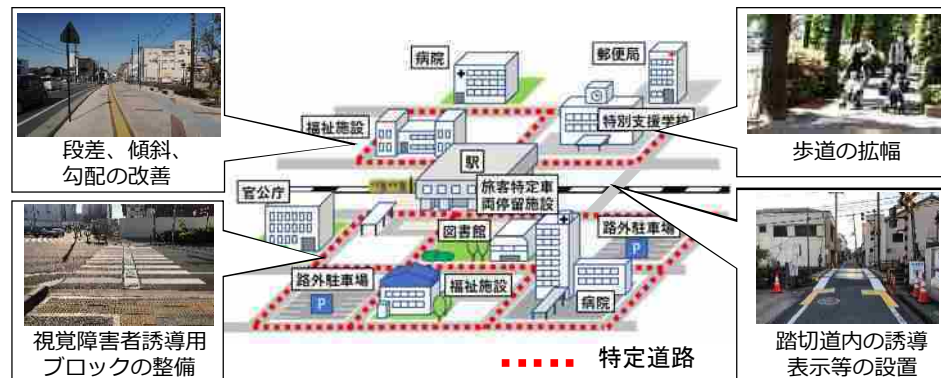 段差、傾斜、
勾配の改善
視覚障害者誘導用
ブロックの整備
病院
郵便局
福祉施設
特別支援学校
駅
官公庁
旅客特定車
両停留施設
図書館
路外駐車場
P
路外駐車場
P
福祉施設
病院
特定道路
歩道の拡幅
踏切道内の誘導
表示等の設置